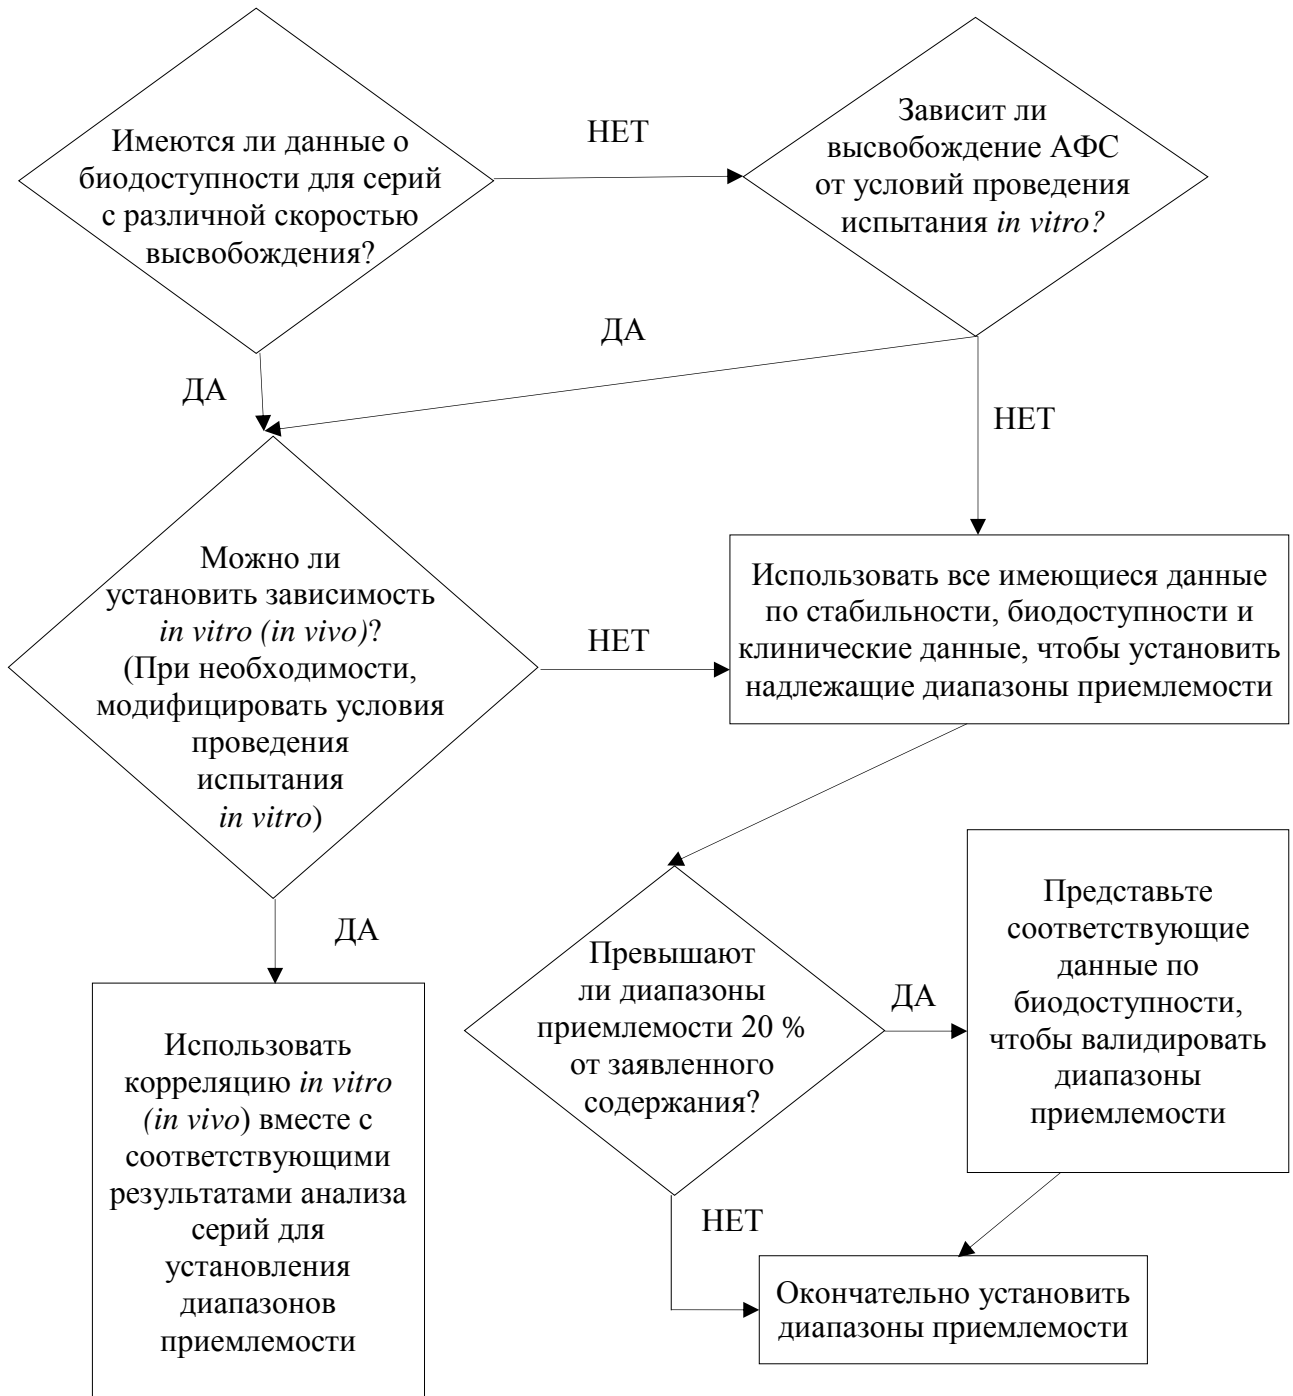 Имеются ли данные о
биодоступности для серий
с различной скоростью
высвобождения?
НЕТ
Зависит ли
высвобождение АФС
от условий проведения
испытания in vitro?
ДА
ДА
НЕТ
Можно ли
установить зависимость
in vitro (in vivo)?
(При необходимости,
модифицировать условия
проведения
испытания
in vitro)
НЕТ
Использовать все имеющиеся данные
по стабильности, биодоступности и
клинические данные, чтобы установить
надлежащие диапазоны приемлемости
ДА
Использовать
корреляцию in vitro
(in vivo) вместе с
соответствующими
результатами анализа
серий для
установления
диапазонов
приемлемости
Превышают
ли диапазоны
приемлемости 20 %
от заявленного
содержания?
ДА
Представьте
соответствующие
данные по
биодоступности,
чтобы валидировать
диапазоны
приемлемости
НЕТ
Окончательно установить
диапазоны приемлемости